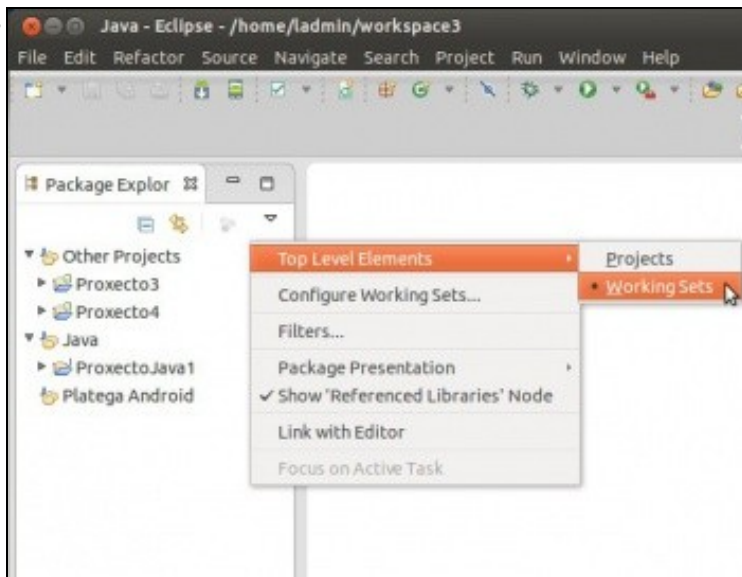 Java - Eclipse - /home/ladmin/workspace3
File Edit Refactor Source Navigate Search Project Run Window Help
Package Explor
Other Projects
Proxecto3
Proxecto4
Java
ProxectoJava1
Platega Android
Top Level Elements
Configure Working Sets...
Filters...
Package Presentation
Show 'Referenced Libraries' Node
Link with Editor
Focus on Active Task
Projects
Working Sets